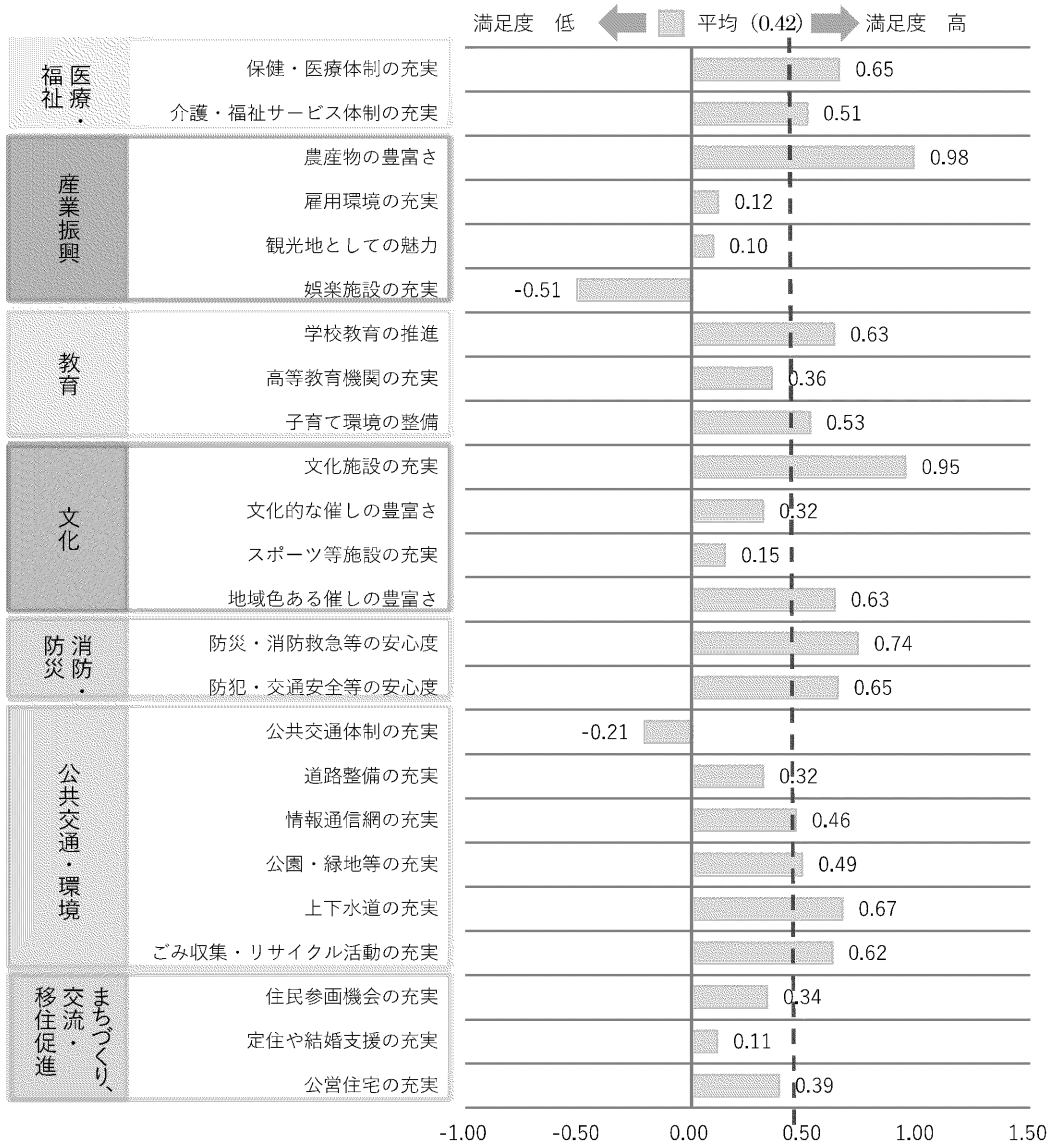 満足度　低
平均（0.42）
満足度　高
医療・
福祉
保健・医療体制の充実
0.65
介護・福祉サービス体制の充実
0.51
産業振興
農産物の豊富さ
0.98
雇用環境の充実
0.12
観光地としての魅力
0.10
娯楽施設の充実
-0.51
教育
学校教育の推進
0.63
高等教育機関の充実
0.36
子育て環境の整備
0.53
文化
文化施設の充実
0.95
文化的な催しの豊富さ
0.32
スポーツ等施設の充実
0.15
地域色ある催しの豊富さ
0.63
消防・
防災
防災・消防救急等の安心度
0.74
防犯・交通安全等の安心度
0.65
公共交通・環境
公共交通体制の充実
-0.21
道路整備の充実
0.32
情報通信網の充実
0.46
公園・緑地等の充実
0.49
上下水道の充実
0.67
ごみ収集・リサイクル活動の充実
0.62
まちづくり、
交流・
移住促進
住民参画機会の充実
0.34
定住や結婚支援の充実
0.11
公営住宅の充実
0.39
-1.00
-0.50
0.00
0.50
1.00
1.50